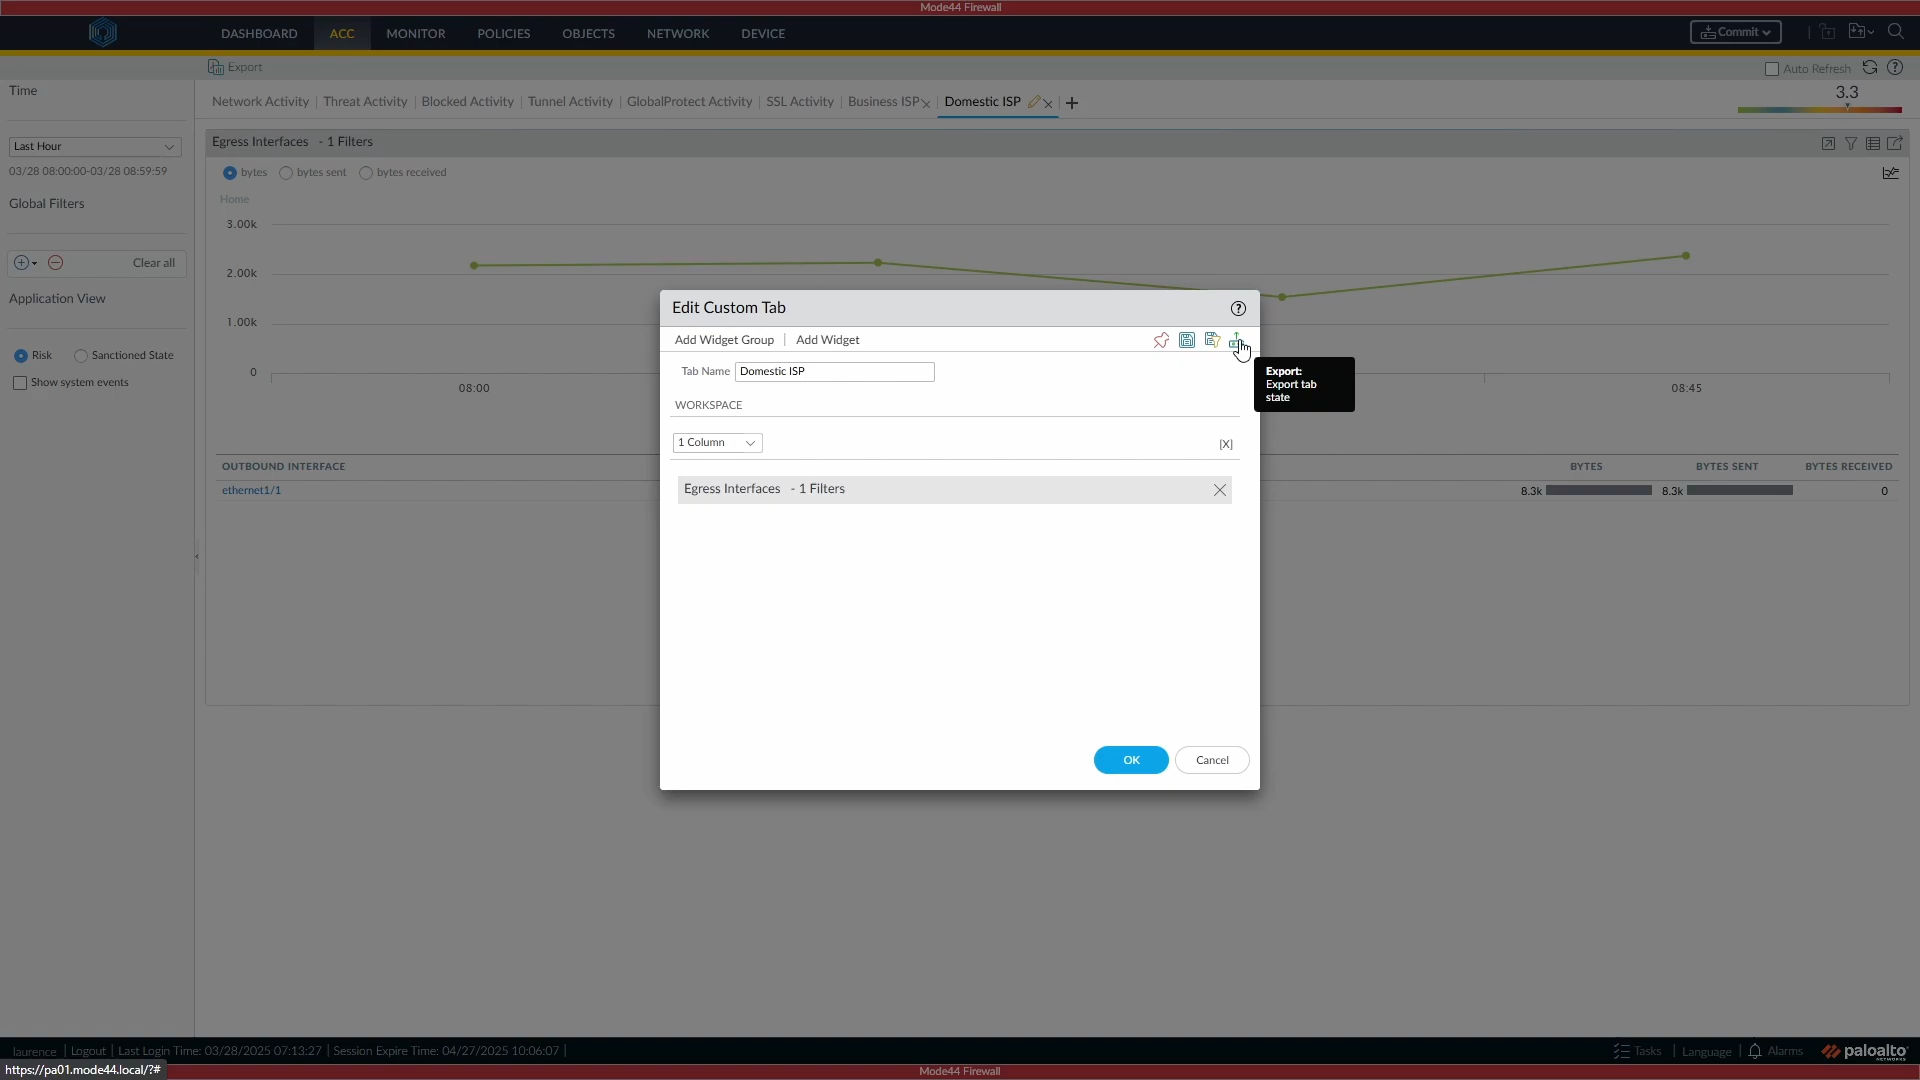 Mode44 Firewall
DASHBOARD ACC MONITOR POLICIES OBJECTS NETWORK DEVICE Commit
Export Auto Refresh
Time
Network Activity Threat Activity Blocked Activity Tunnel Activity GlobalProtect Activity SSL Activity Business ISP Domestic ISP 3.3
Egress Interfaces - 1 Filters
Last Hour
03/28 08:00:00-03/28 08:59:59
bytes bytes sent bytes received
Global Filters
Home
3.00k
Clear all
2.00k
Application View
1.00k
Risk Sanctioned State
Show system events
0
08:00 08:45
Edit Custom Tab
Add Widget Group Add Widget
Tab Name Domestic ISP
Export:
Export tab
state
WORKSPACE
1 Column [X]
Egress Interfaces - 1 Filters
OK Cancel
OUTBOUND INTERFACE BYTES BYTES SENT BYTES RECEIVED
ethernet1/1 8.3k 8.3k 0
laurence Logout Last Login Time: 03/28/2025 07:13:27 Session Expire Time: 04/27/2025 10:06:07 Tasks Language Alarms paloalto NETWORKS
https://pa01.mode44.local/?#
Mode44 Firewall